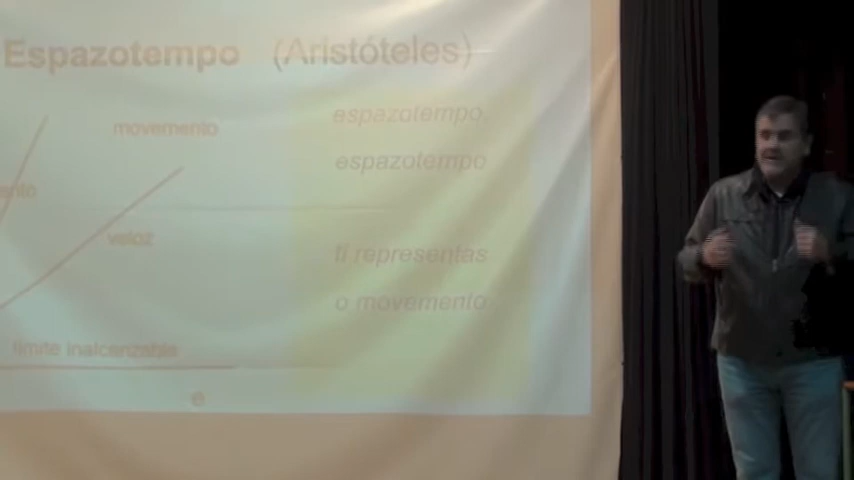 Espazotempo (Aristóteles)
espazotempo,
movemento
espazotempo
veloz
ti representas
o movemento
límite inalcanzable
e